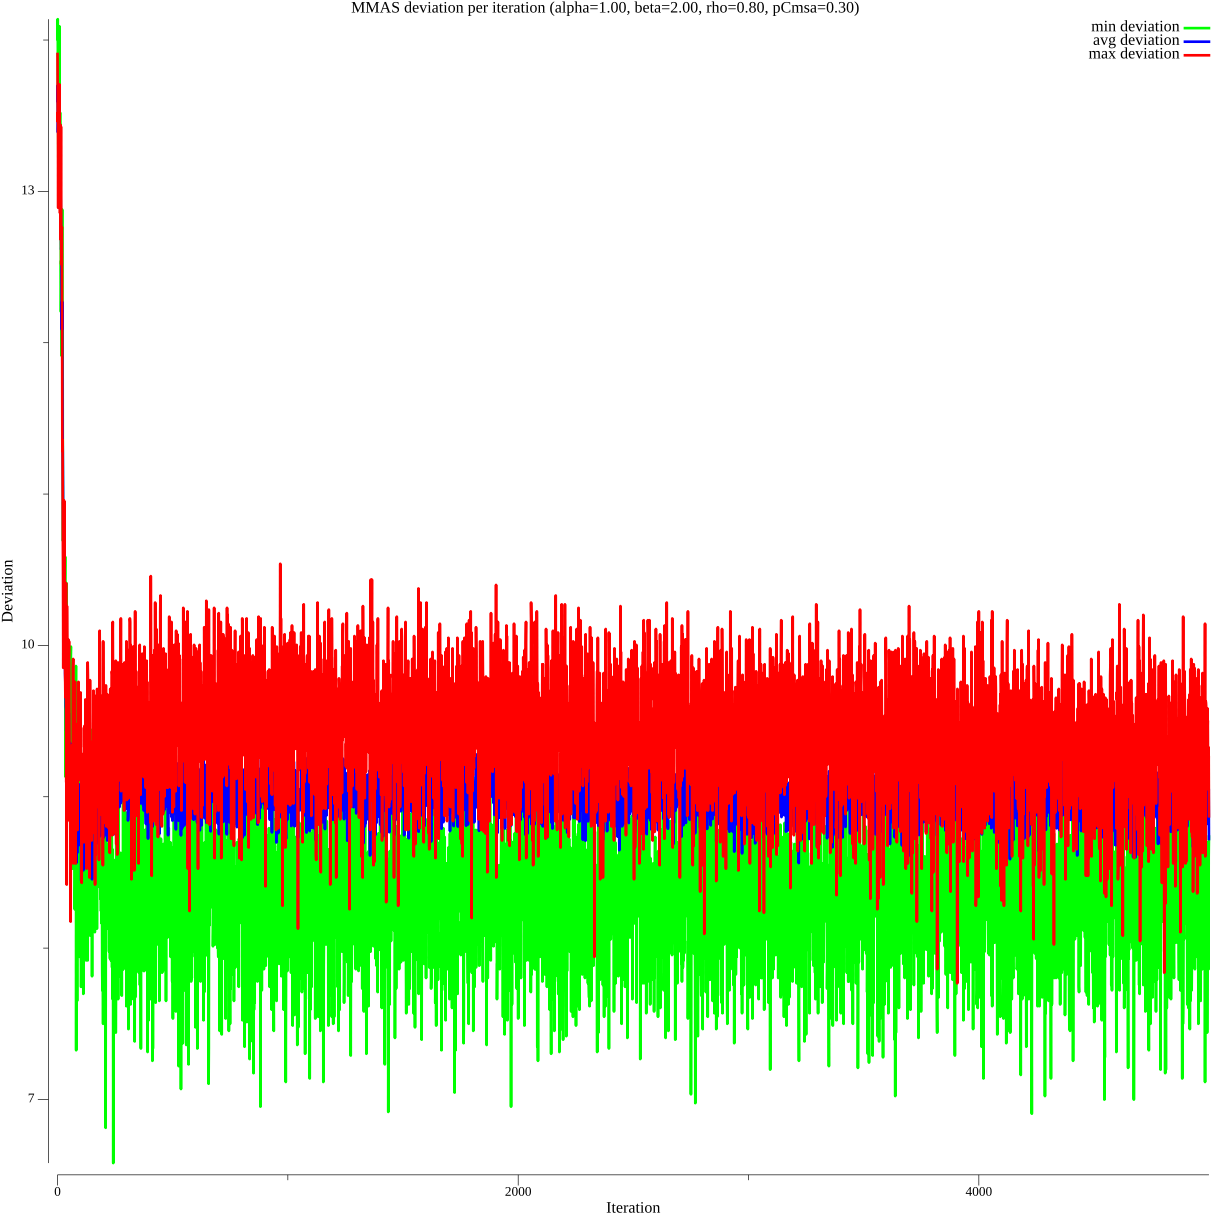 MMAS deviation per iteration (alpha=1.00, beta=2.00, rho=0.80, pCmsa=0.30)
min deviation
avg deviation
max deviation
13
10
7
Deviation
0
2000
4000
Iteration